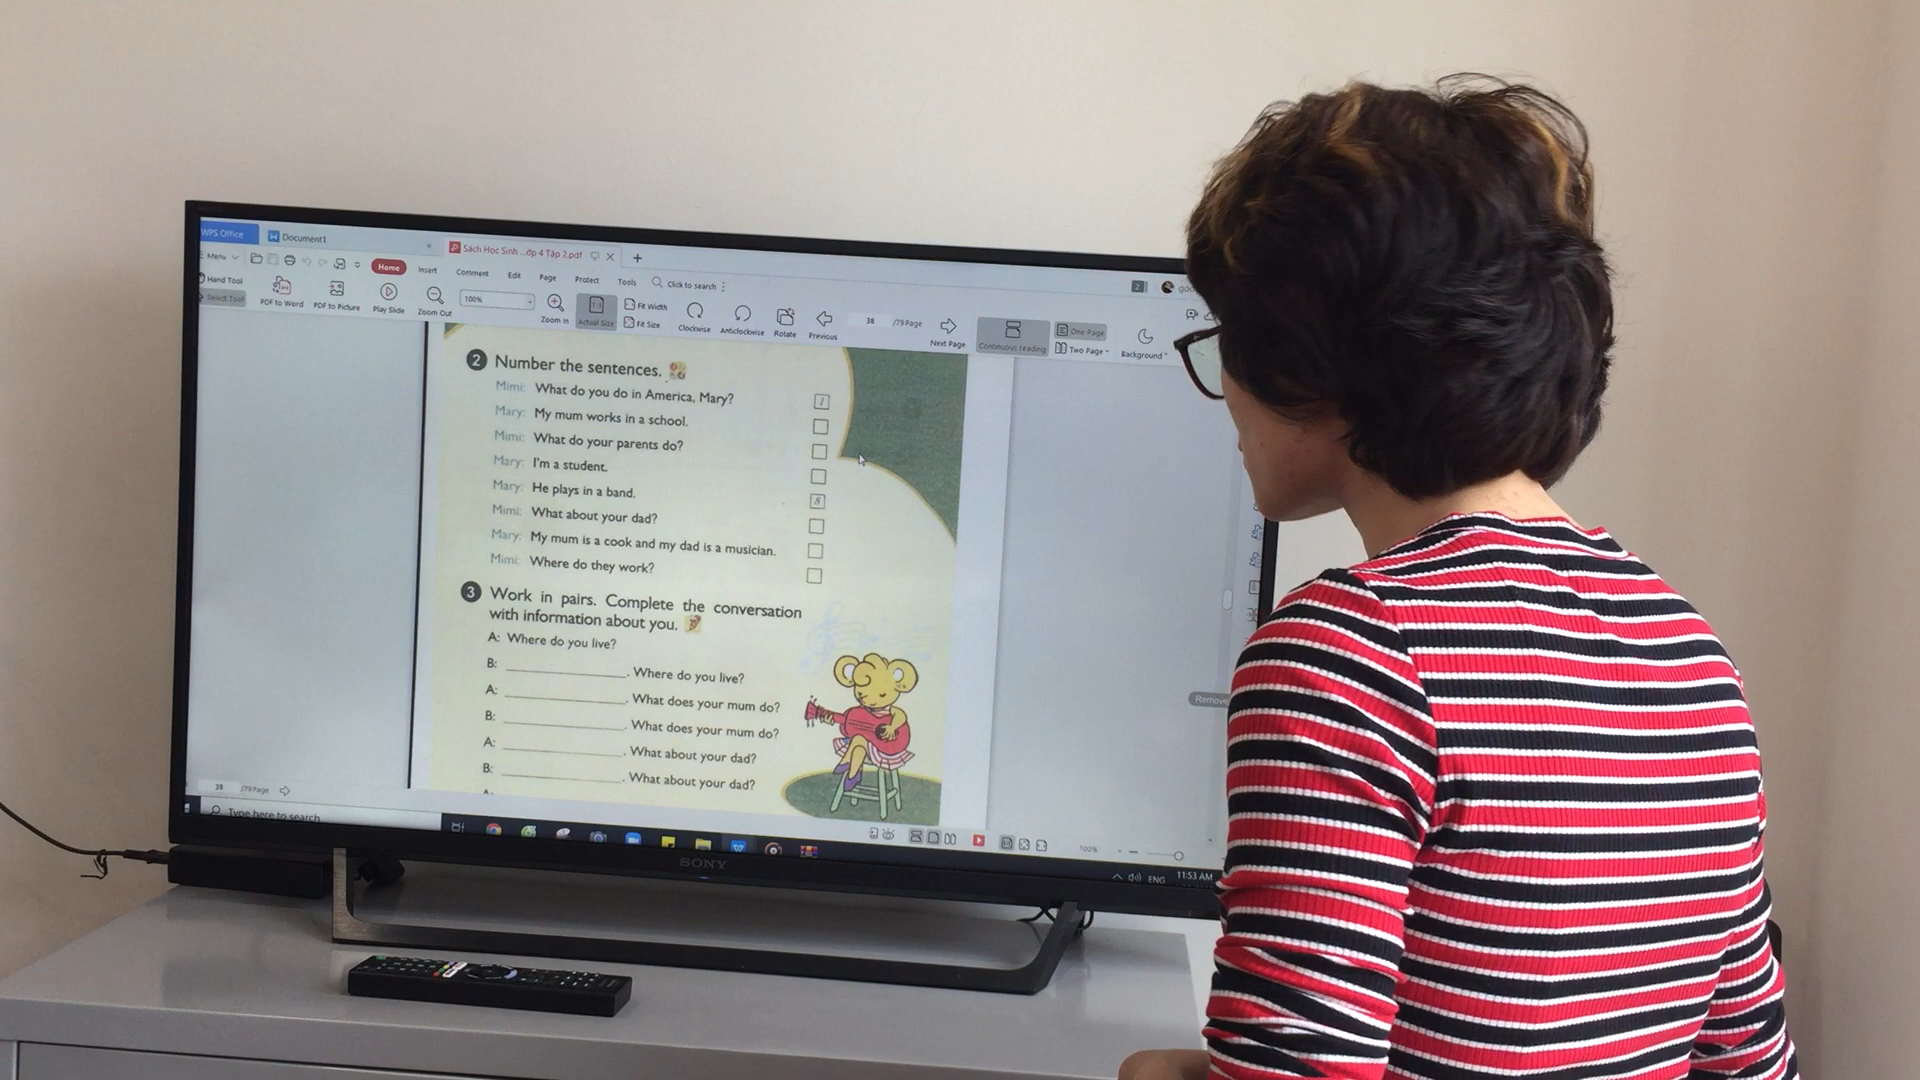 WPS Office
Document1
Sách Học Sinh ...ớp 4 Tập 2.pdf
Menu
Home
Insert
Comment
Edit
Page
Protect
Tools
Click to search
2
Hand Tool
Select Tool
PDF to Word
PDF to Picture
Play Slide
Zoom Out
100%
Zoom In
Actual Size
Fit Width
Fit Size
Clockwise
Anticlockwise
Rotate
Previous
38
/79 Page
Next Page
Continuous reading
One Page
Two Page
Background
2 Number the sentences.
Mimi: What do you do in America, Mary? 1
Mary: My mum works in a school.
Mimi: What do your parents do?
Mary: I'm a student.
Mary: He plays in a band. 8
Mimi: What about your dad?
Mary: My mum is a cook and my dad is a musician.
Mimi: Where do they work?
3 Work in pairs. Complete the conversation
with information about you.
A: Where do you live?
B: ____________. Where do you live?
A: ____________. What does your mum do?
B: ____________. What does your mum do?
A: ____________. What about your dad?
B: ____________. What about your dad?
Remove
38 /79 Page
100%
Type here to search
ENG
11:53 AM
SONY